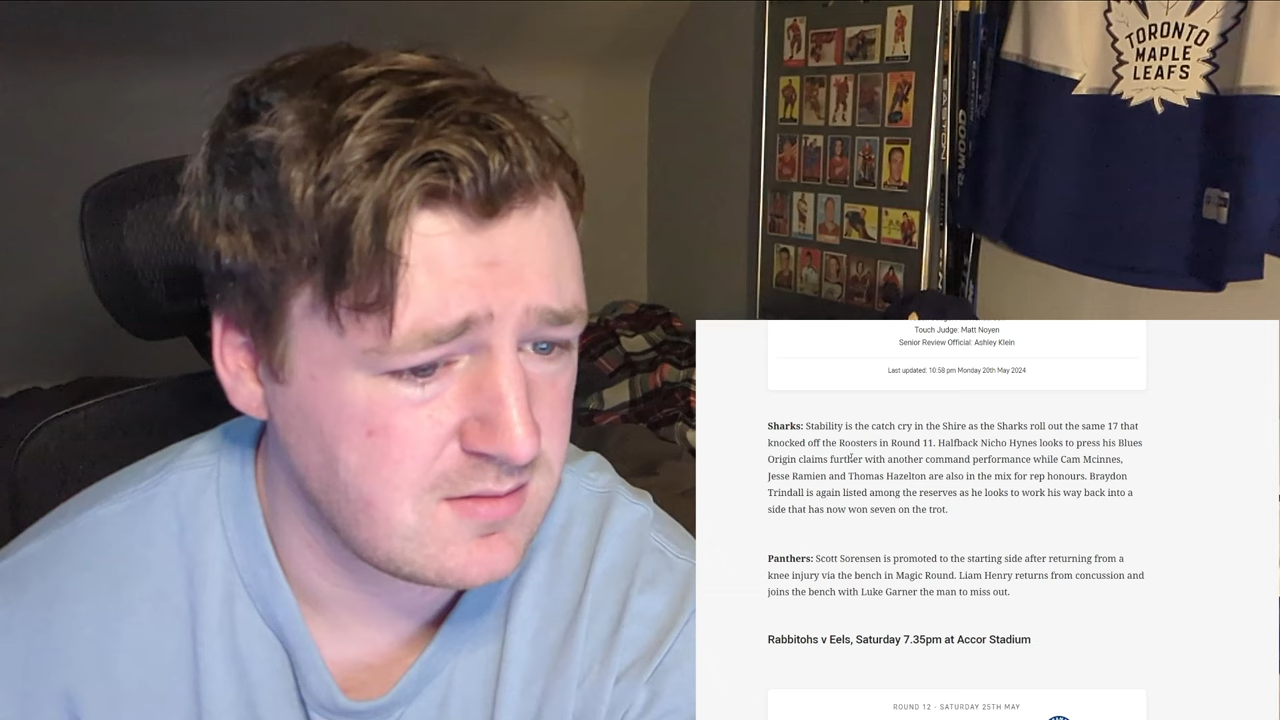 TORONTO
MAPLE
LEAFS
Touch Judge: Matt Noyen
Senior Review Official: Ashley Klein
Last updated: 10:58 pm Monday 20th May 2024
Sharks: Stability is the catch cry in the Shire as the Sharks roll out the same 17 that
knocked off the Roosters in Round 11. Halfback Nicho Hynes looks to press his Blues
Origin claims further with another command performance while Cam Mcinnes,
Jesse Ramien and Thomas Hazelton are also in the mix for rep honours. Braydon
Trindall is again listed among the reserves as he looks to work his way back into a
side that has now won seven on the trot.
Panthers: Scott Sorensen is promoted to the starting side after returning from a
knee injury via the bench in Magic Round. Liam Henry returns from concussion and
joins the bench with Luke Garner the man to miss out.
Rabbitohs v Eels, Saturday 7.35pm at Accor Stadium
ROUND 12 - SATURDAY 25TH MAY